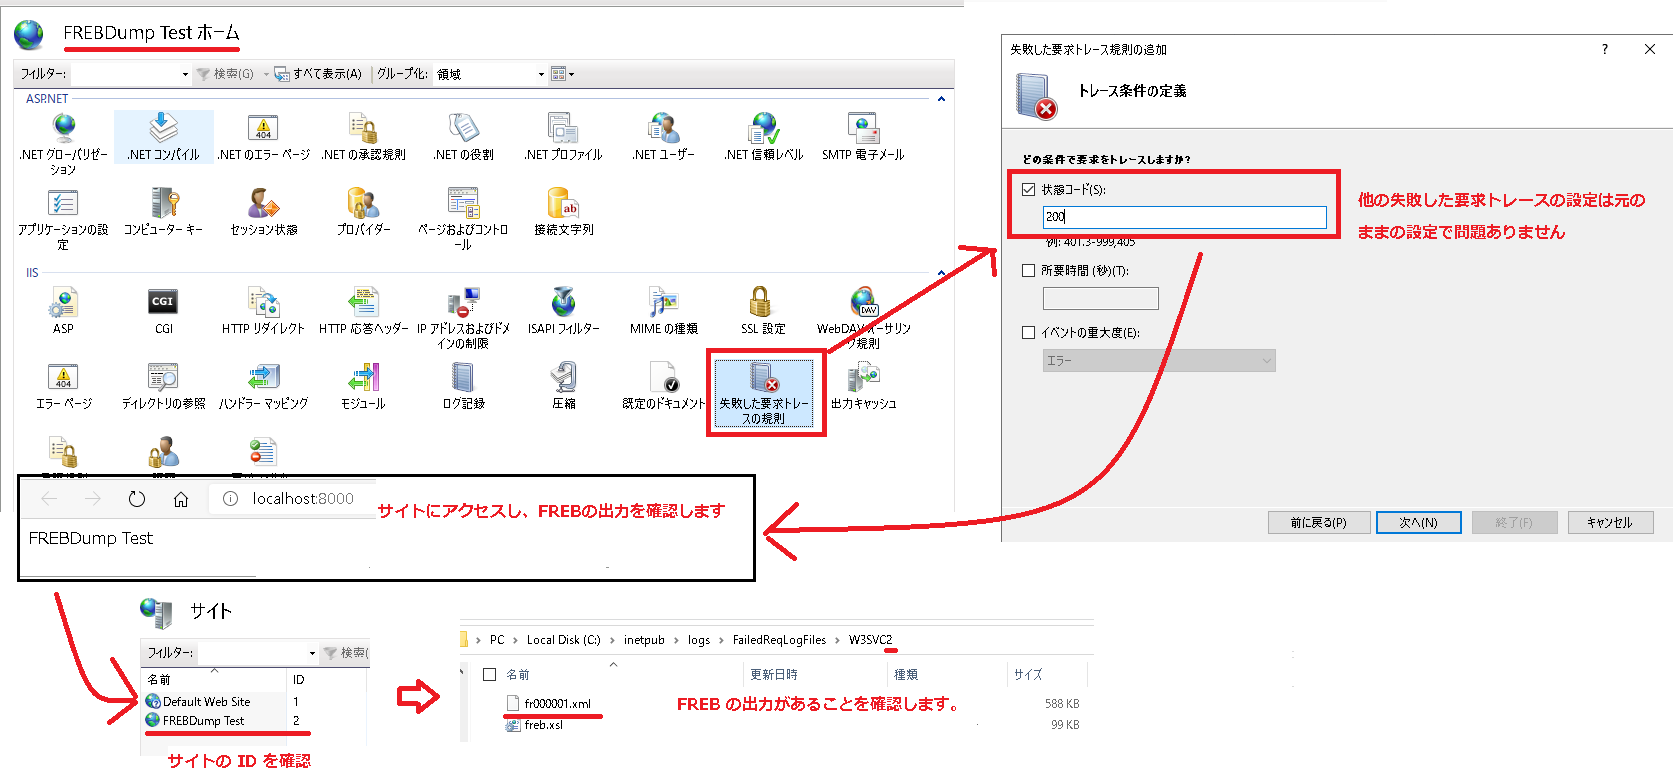 FREBDump Test ホーム
フィルター:
検索(G)
すべて表示(A)
グループ化:
領域
ASP.NET
.NET グローバリゼーション
.NET コンパイル
.NET のエラー ページ
.NET の承認規則
.NET の役割
.NET プロファイル
.NET ユーザー
.NET 信頼レベル
SMTP 電子メール
アプリケーションの設定
コンピューター キー
セッション状態
プロバイダー
ページおよびコントロール
接続文字列
IIS
ASP
CGI
HTTP リダイレクト
HTTP 応答ヘッダー
IP アドレスおよびドメインの制限
ISAPI フィルター
MIME の種類
SSL 設定
WebDAV オーサリング規則
エラー ページ
ディレクトリの参照
ハンドラー マッピング
モジュール
ログ記録
圧縮
既定のドキュメント
失敗した要求トレースの規則
出力キャッシュ
失敗した要求トレース規則の追加
トレース条件の定義
どの条件で要求をトレースしますか?
状態コード(S):
200
例: 401.3-999,405
所要時間 (秒)(T):
イベントの重大度(E):
エラー
前に戻る(P)
次へ(N)
終了(F)
キャンセル
他の失敗した要求トレースの設定は元の
ままの設定で問題ありません
localhost:8000
サイトにアクセスし、FREBの出力を確認します
FREBDump Test
サイト
フィルター:
検索(
名前
ID
Default Web Site
1
FREBDump Test
2
サイトの ID を確認
PC
Local Disk (C:)
inetpub
logs
FailedReqLogFiles
W3SVC2
名前
更新日時
種類
サイズ
fr000001.xml
588 KB
freb.xsl
99 KB
FREB の出力があることを確認します。